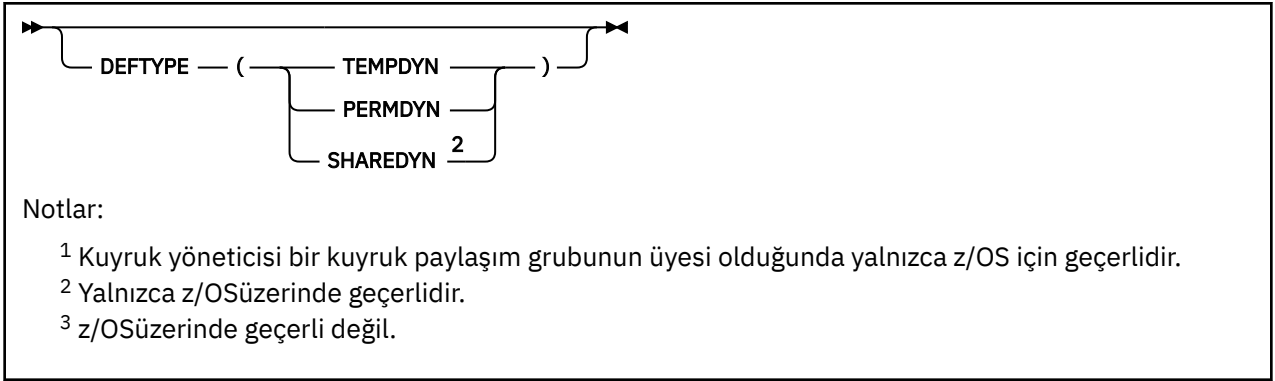 DEFTYPE ( TEMPDYN )
PERMDYN
SHAREDYN 2
Notlar:
1 Kuyruk yöneticisi bir kuyruk paylaşım grubunun üyesi olduğunda yalnızca z/OS için geçerlidir.
2 Yalnızca z/OSüzerinde geçerlidir.
3 z/OSüzerinde geçerli değil.